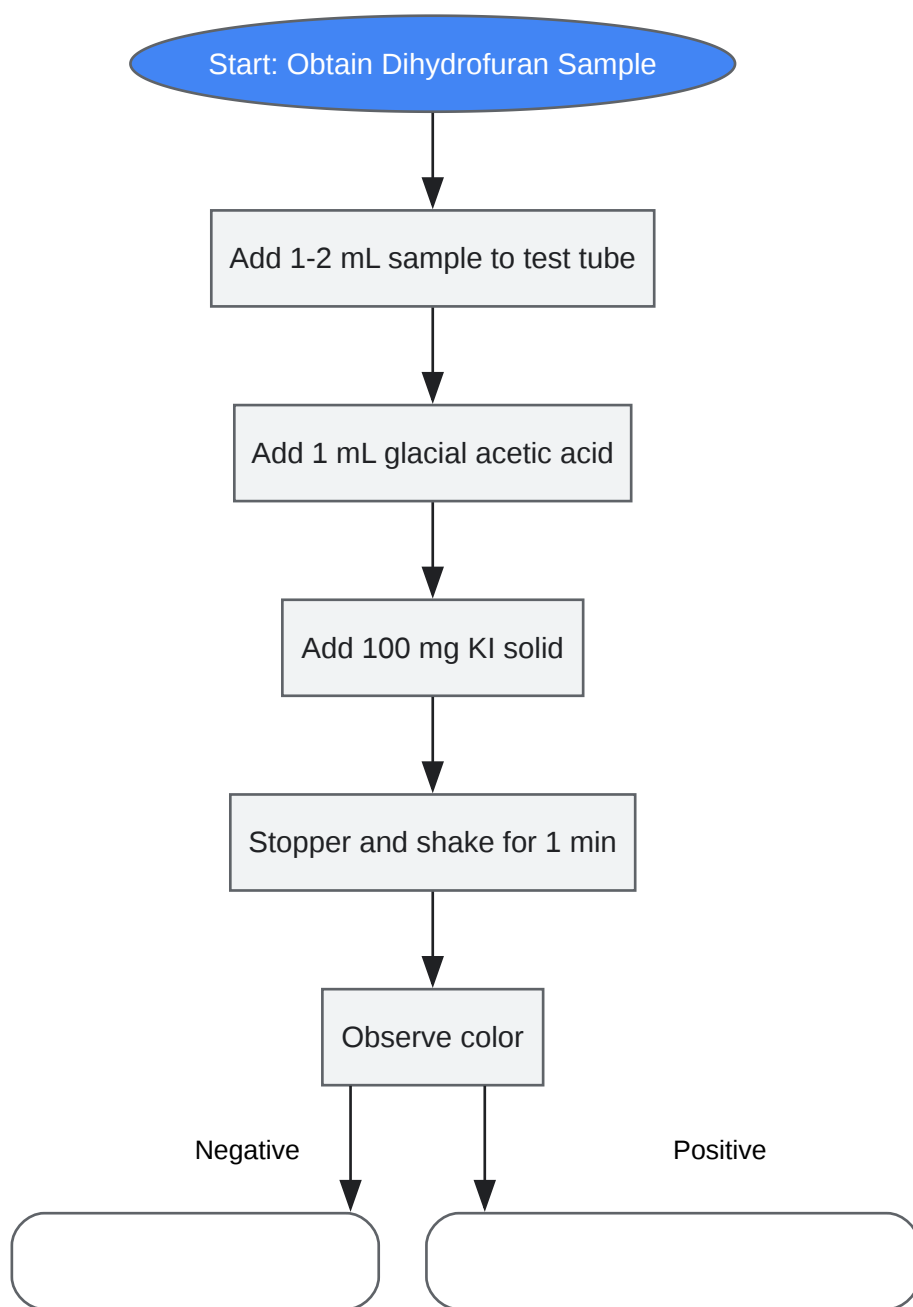 Start: Obtain Dihydrofuran Sample
Add 1-2 mL sample to test tube
Add 1 mL glacial acetic acid
Add 100 mg KI solid
Stopper and shake for 1 min
Observe color
Negative
Positive